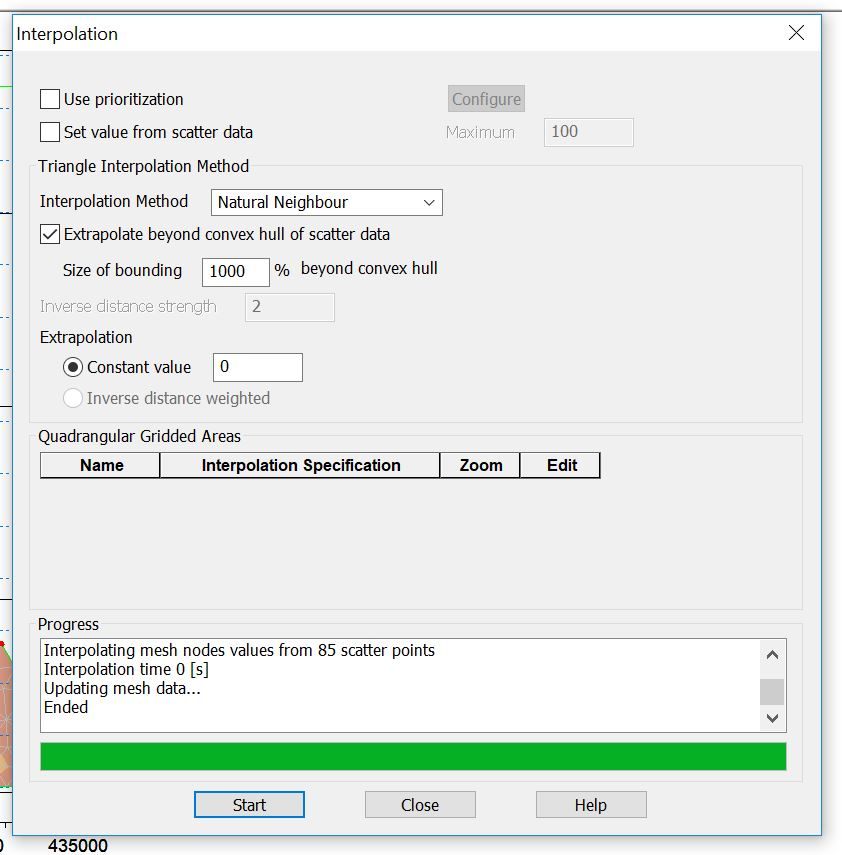 Interpolation
Use prioritization
Configure
Set value from scatter data
Maximum
100
Triangle Interpolation Method
Interpolation Method
Natural Neighbour
Extrapolate beyond convex hull of scatter data
Size of bounding
1000
% beyond convex hull
Inverse distance strength
2
Extrapolation
Constant value
0
Inverse distance weighted
Quadrangular Gridded Areas
Name
Interpolation Specification
Zoom
Edit
Progress
Interpolating mesh nodes values from 85 scatter points
Interpolation time 0 [s]
Updating mesh data...
Ended
Start
Close
Help
435000